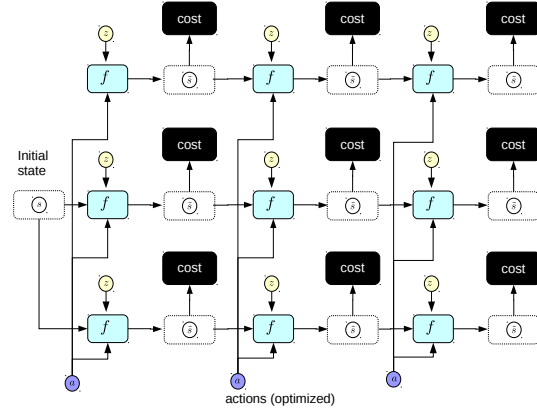 cost cost cost
z z z
f ŝ f ŝ f ŝ
Initial
state
cost cost cost
z z z
s f ŝ f ŝ f ŝ
cost cost cost
z z z
f ŝ f ŝ f ŝ
a a a
actions (optimized)